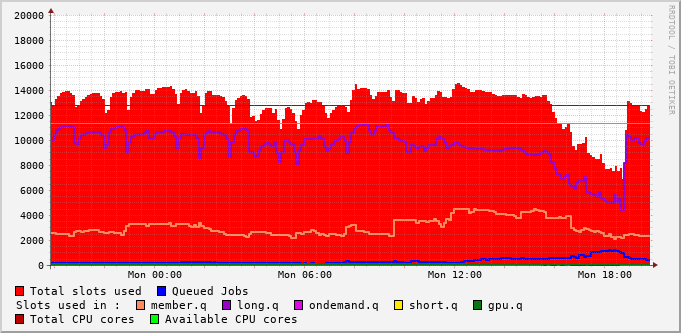 20000
18000
16000
14000
12000
10000
8000
6000
4000
2000
0
Mon 00:00 Mon 06:00 Mon 12:00 Mon 18:00
RRDTOOL / TOBI OETIKER
Total slots used Queued Jobs
Slots used in : member.q long.q ondemand.q short.q gpu.q
Total CPU cores Available CPU cores